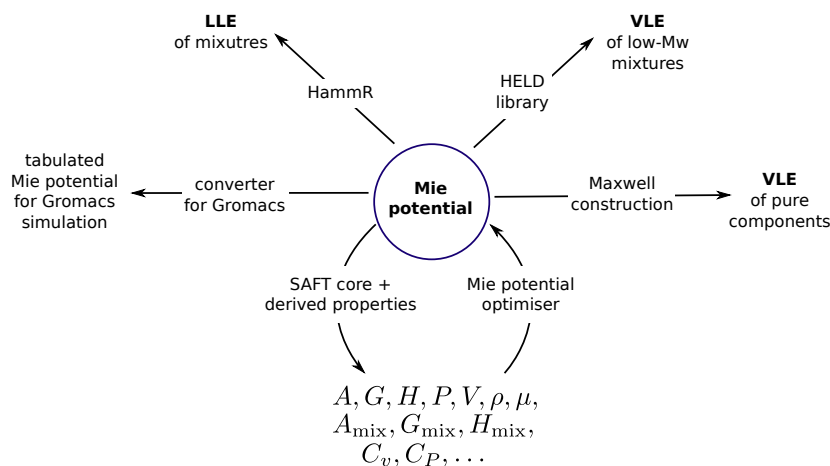 LLE
of mixutres
VLE
of low-Mw
mixtures
HammR
HELD
library
tabulated
Mie potential
for Gromacs
simulation
converter
for Gromacs
Mie
potential
Maxwell
construction
VLE
of pure
components
SAFT core +
derived properties
Mie potential
optimiser
A, G, H, P, V, ρ, μ,
A_mix, G_mix, H_mix,
C_v, C_P, . . .